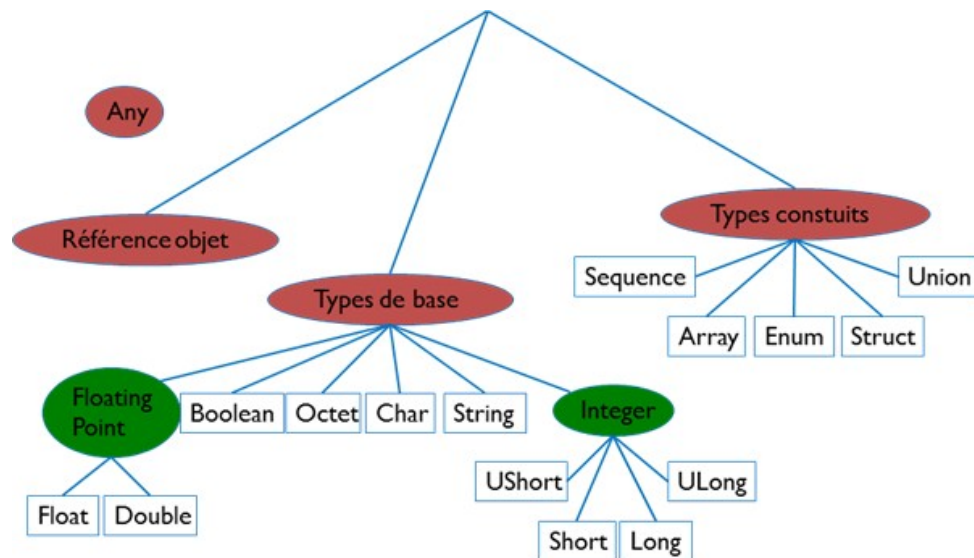 Any
Référence objet
Types constuits
Sequence
Union
Array
Enum
Struct
Types de base
Floating
Point
Boolean
Octet
Char
String
Integer
UShort
ULong
Short
Long
Float
Double